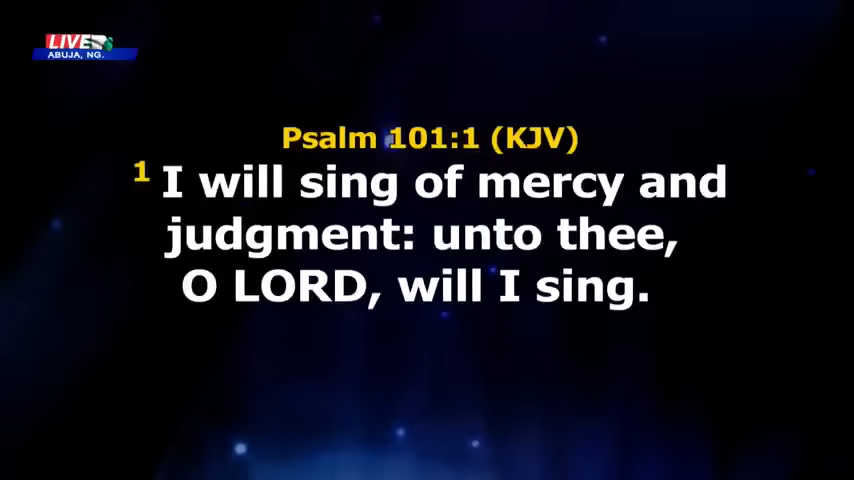 LIVE
ABUJA, NG.
Psalm 101:1 (KJV)
1 I will sing of mercy and
judgment: unto thee,
O LORD, will I sing.